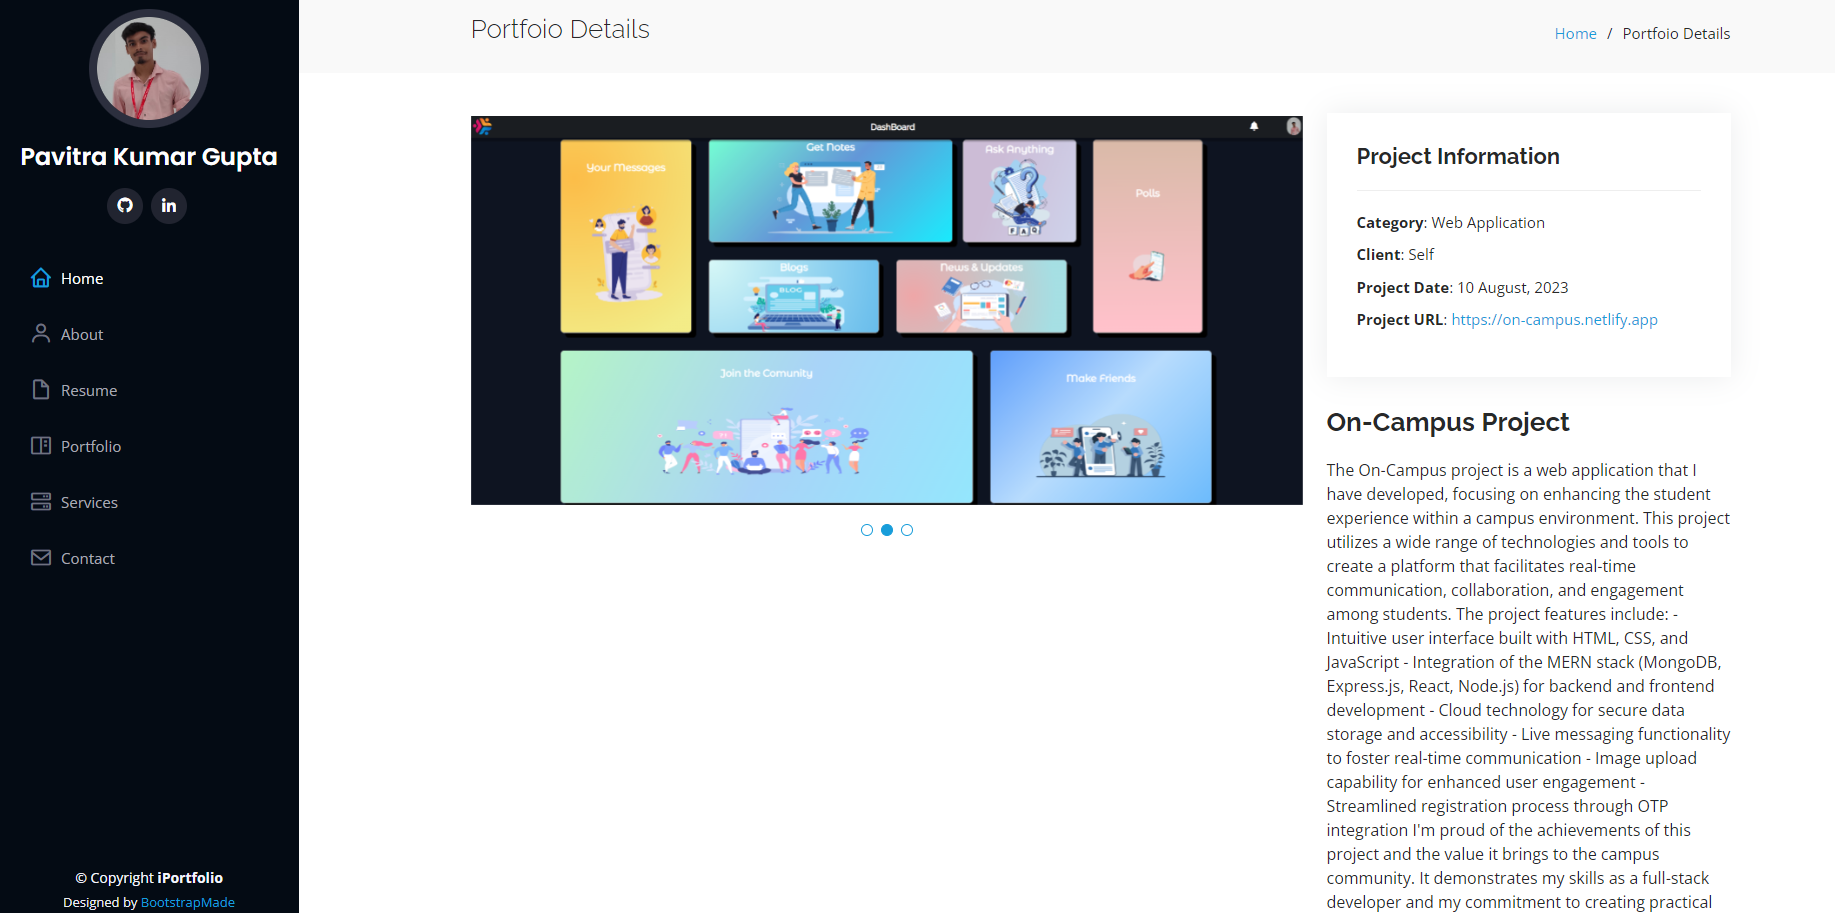 Pavitra Kumar Gupta
Home
About
Resume
Portfolio
Services
Contact
© Copyright iPortfolio
Designed by BootstrapMade
Portfoio Details
Home / Portfoio Details
DashBoard
Your Messages
Get Notes
Ask Anything
FAQ
Polls
Blogs
BLOG
News & Updates
Join the Comunity
Make Friends
Project Information
Category: Web Application
Client: Self
Project Date: 10 August, 2023
Project URL: https://on-campus.netlify.app
On-Campus Project
The On-Campus project is a web application that I
have developed, focusing on enhancing the student
experience within a campus environment. This project
utilizes a wide range of technologies and tools to
create a platform that facilitates real-time
communication, collaboration, and engagement
among students. The project features include: -
Intuitive user interface built with HTML, CSS, and
JavaScript - Integration of the MERN stack (MongoDB,
Express.js, React, Node.js) for backend and frontend
development - Cloud technology for secure data
storage and accessibility - Live messaging functionality
to foster real-time communication - Image upload
capability for enhanced user engagement -
Streamlined registration process through OTP
integration I'm proud of the achievements of this
project and the value it brings to the campus
community. It demonstrates my skills as a full-stack
developer and my commitment to creating practical